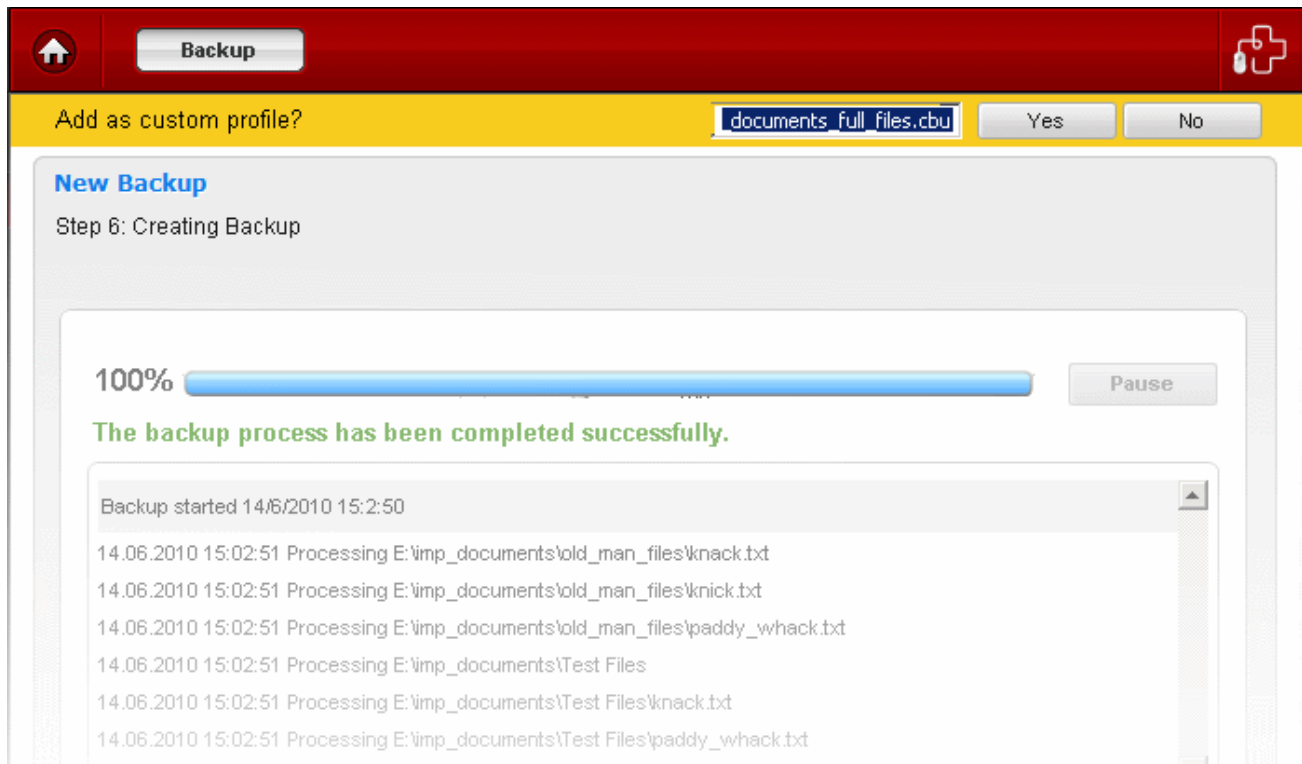 Backup
Add as custom profile?
_documents_full_files.cbu
Yes
No
New Backup
Step 6: Creating Backup
100%
Pause
The backup process has been completed successfully.
Backup started 14/6/2010 15:2:50
14.06.2010 15:02:51 Processing E:\imp_documents\old_man_files\knack.txt
14.06.2010 15:02:51 Processing E:\imp_documents\old_man_files\knick.txt
14.06.2010 15:02:51 Processing E:\imp_documents\old_man_files\paddy_whack.txt
14.06.2010 15:02:51 Processing E:\imp_documents\Test Files
14.06.2010 15:02:51 Processing E:\imp_documents\Test Files\knack.txt
14.06.2010 15:02:51 Processing E:\imp_documents\Test Files\paddy_whack.txt